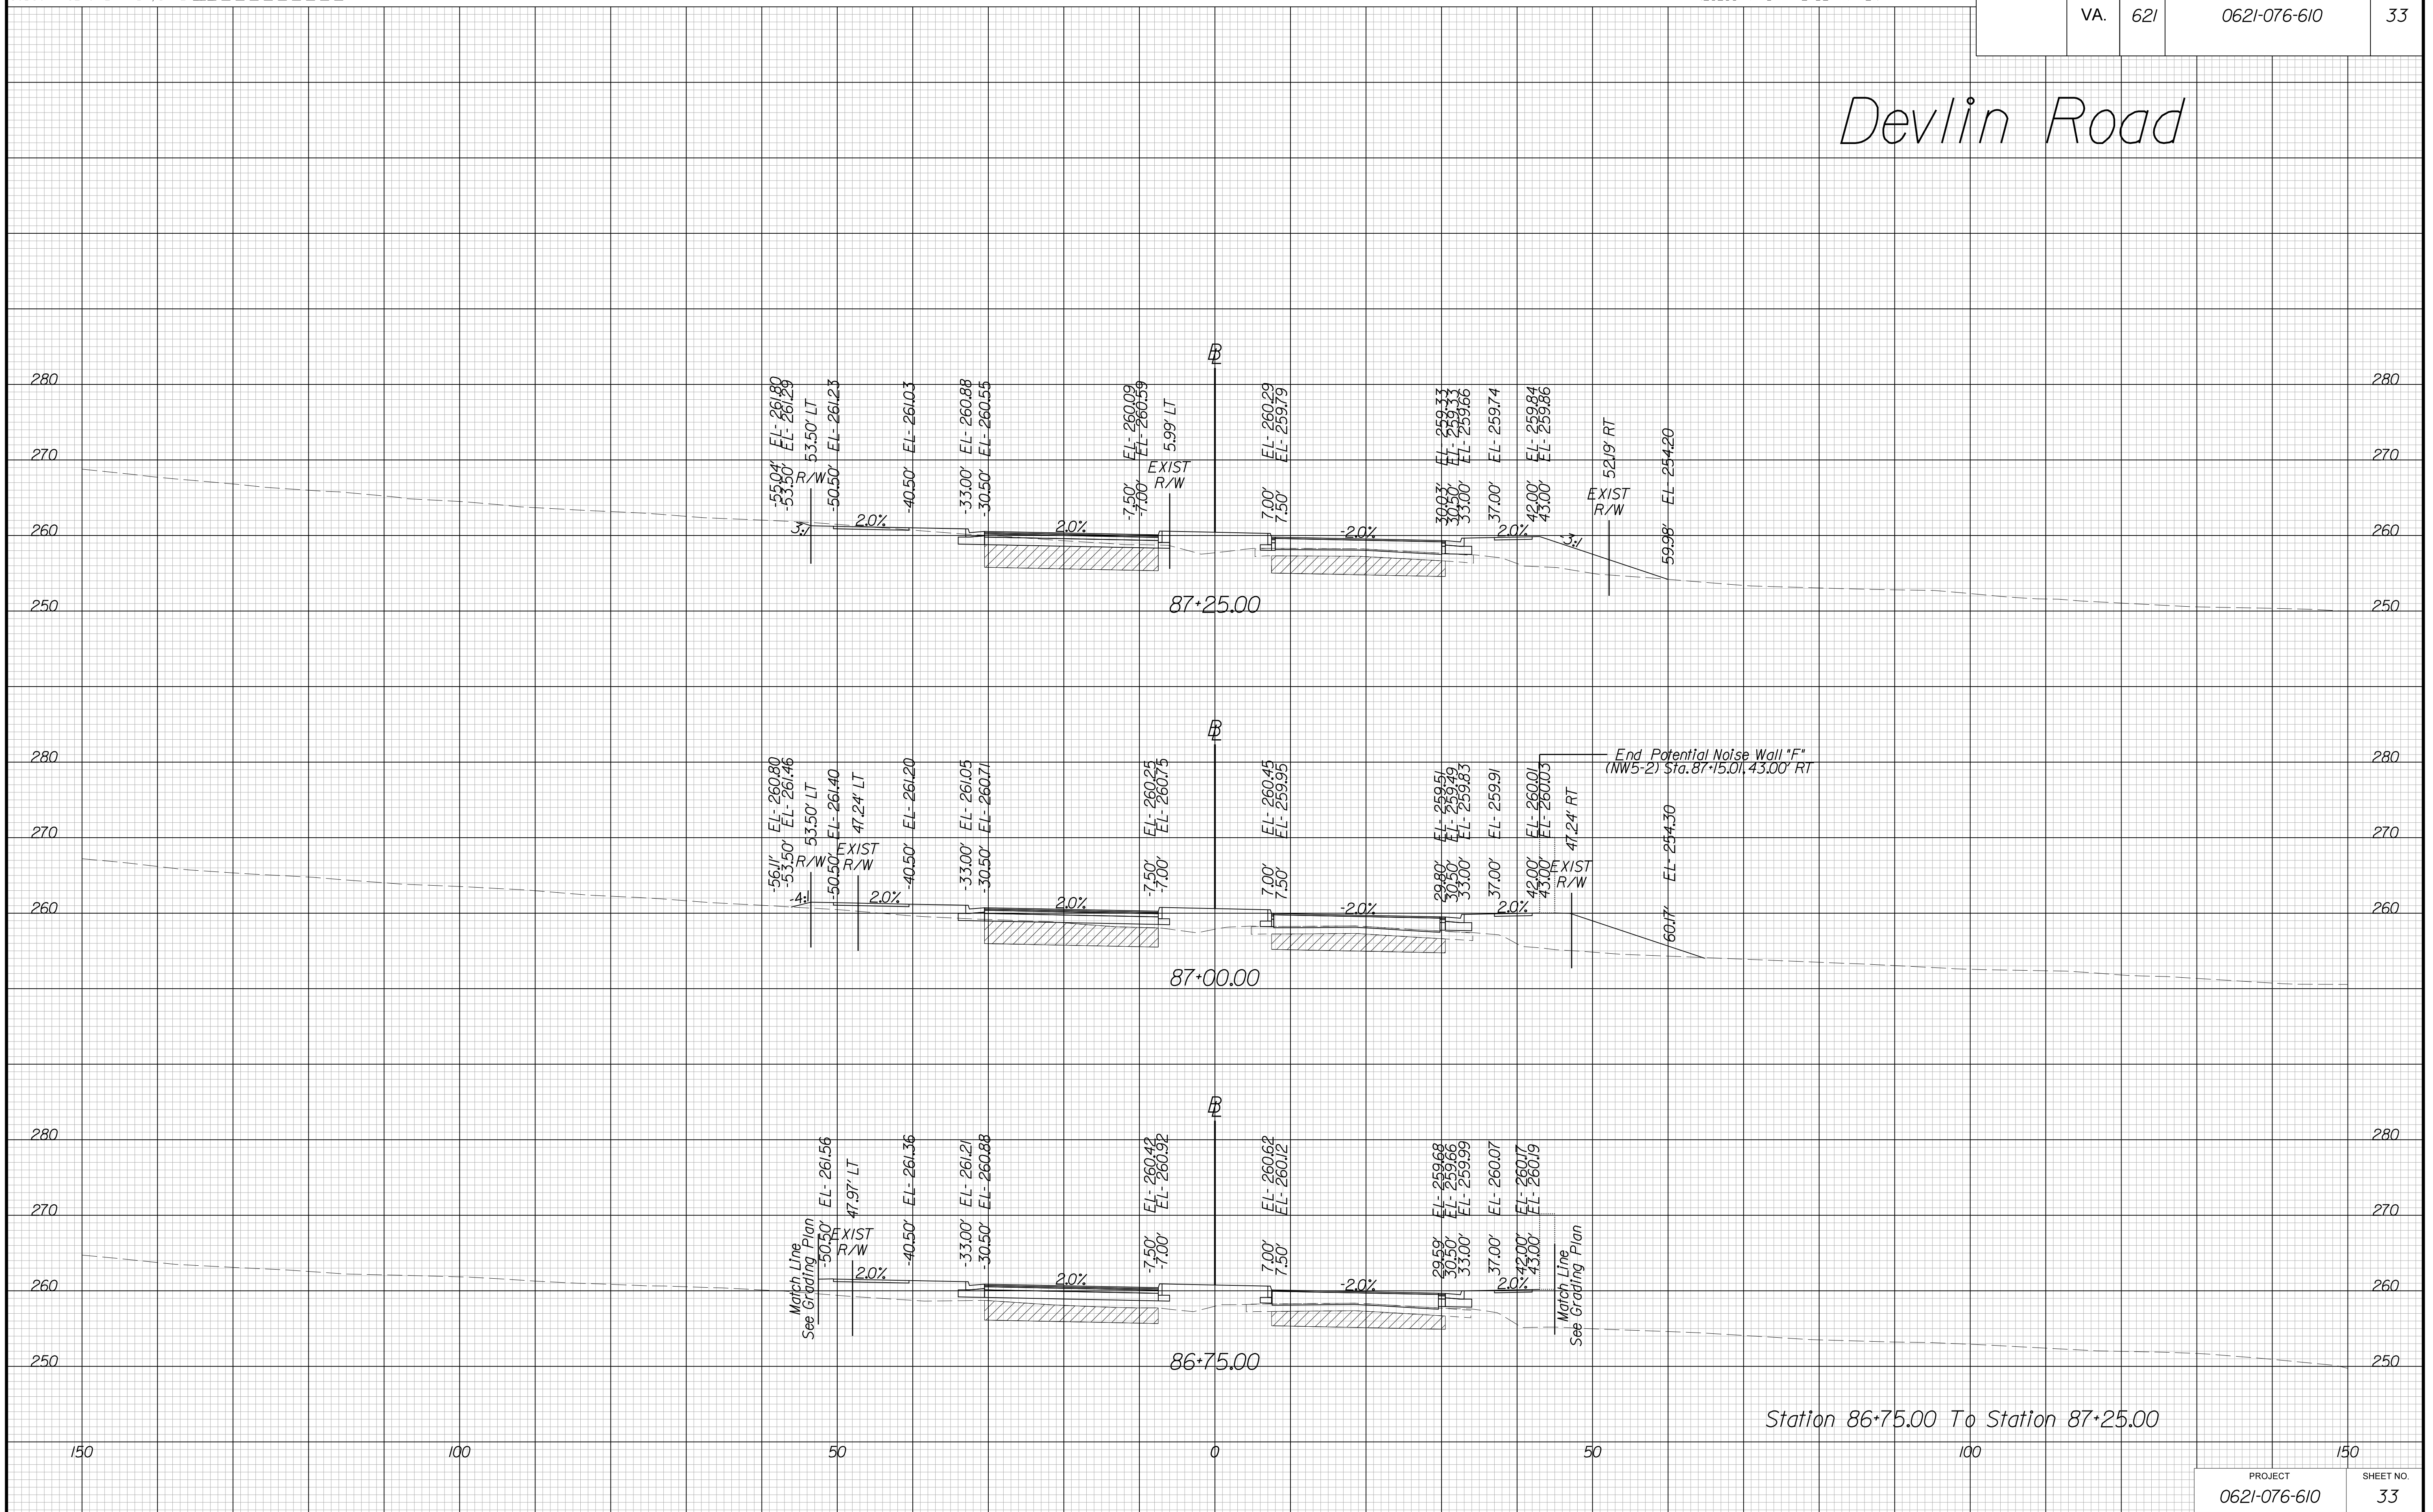 VA. 621 0621-076-610 33
Devlin Road
B
280 280
-55.04' EL- 261.80
-53.50' EL- 261.29
R/W 53.50' LT
-50.50' EL- 261.23
-40.50' EL- 261.03
-33.00' EL- 260.88
-30.50' EL- 260.55
-7.50' EL- 260.09
-7.00' EL- 260.59
EXIST R/W 5.99' LT
7.00' EL- 260.29
7.50' EL- 259.79
30.03' EL- 259.33
30.50' EL- 259.33
33.00' EL- 259.66
37.00' EL- 259.74
42.00' EL- 259.84
43.00' EL- 259.86
EXIST R/W 52.19' RT
59.98' EL- 254.20
270 270
260 260
3:1 2.0% 2.0% -2.0% 2.0% -3:1
250 250
87+25.00
B
280 280
End Potential Noise Wall "F"
(NW5-2) Sta. 87+15.01, 43.00' RT
-56.11' EL- 260.80
-53.50' EL- 261.46
R/W 53.50' LT
-50.50' EL- 261.40
EXIST R/W 47.24' LT
-40.50' EL- 261.20
-33.00' EL- 261.05
-30.50' EL- 260.71
-7.50' EL- 260.25
-7.00' EL- 260.75
7.00' EL- 260.45
7.50' EL- 259.95
29.80' EL- 259.51
30.50' EL- 259.49
33.00' EL- 259.83
37.00' EL- 259.91
42.00' EL- 260.01
43.00' EL- 260.03
EXIST R/W 47.24' RT
60.17' EL- 254.30
270 270
260 260
-4:1 2.0% 2.0% -2.0% 2.0%
87+00.00
B
280 280
Match Line
See Grading Plan
-50.50' EL- 261.56
EXIST R/W 47.97' LT
-40.50' EL- 261.36
-33.00' EL- 261.21
-30.50' EL- 260.88
-7.50' EL- 260.42
-7.00' EL- 260.92
7.00' EL- 260.62
7.50' EL- 260.12
29.59' EL- 259.68
30.50' EL- 259.66
33.00' EL- 259.99
37.00' EL- 260.07
42.00' EL- 260.17
43.00' EL- 260.19
Match Line
See Grading Plan
270 270
260 260
2.0% 2.0% -2.0% 2.0%
250 250
86+75.00
Station 86+75.00 To Station 87+25.00
150 100 50 0 50 100 150
PROJECT SHEET NO.
0621-076-610 33